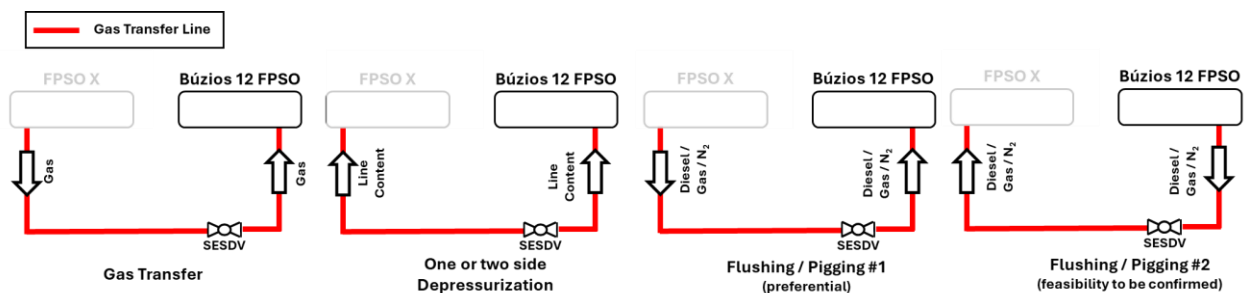 Gas Transfer Line
FPSO X
Búzios 12 FPSO
Gas
Gas
SESDV
Gas Transfer
FPSO X
Búzios 12 FPSO
Line
Content
Line
Content
SESDV
One or two side
Depressurization
FPSO X
Búzios 12 FPSO
Diesel /
Gas / N₂
Diesel /
Gas / N₂
SESDV
Flushing / Pigging #1
(preferential)
FPSO X
Búzios 12 FPSO
Diesel /
Gas / N₂
Diesel /
Gas / N₂
SESDV
Flushing / Pigging #2
(feasibility to be confirmed)